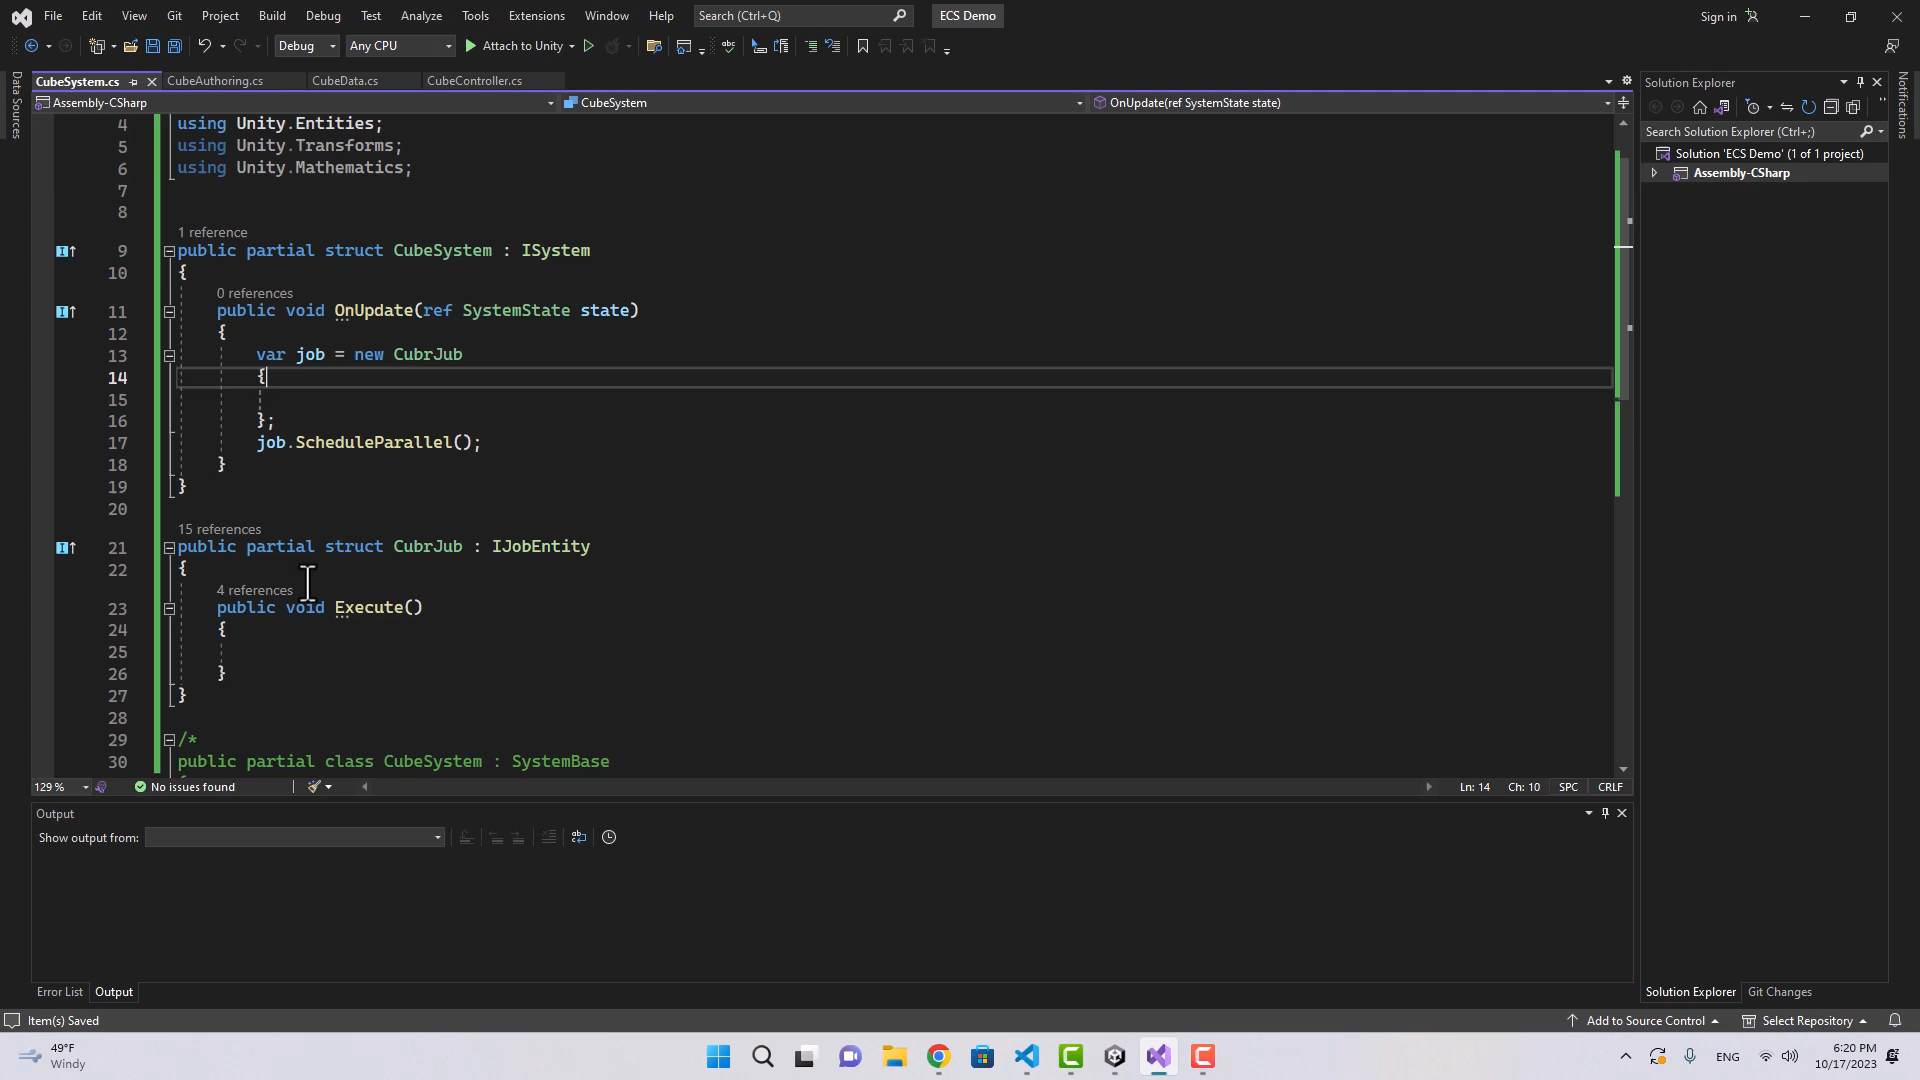 File Edit View Git Project Build Debug Test Analyze Tools Extensions Window Help Search (Ctrl+Q) ECS Demo Sign in
Debug Any CPU Attach to Unity
CubeSystem.cs CubeAuthoring.cs CubeData.cs CubeController.cs
Assembly-CSharp CubeSystem OnUpdate(ref SystemState state)
Data Sources
4 using Unity.Entities;
5 using Unity.Transforms;
6 using Unity.Mathematics;
7
8
1 reference
9 public partial struct CubeSystem : ISystem
10 {
0 references
11 public void OnUpdate(ref SystemState state)
12 {
13 var job = new CubrJub
14 {
15
16 };
17 job.ScheduleParallel();
18 }
19 }
20
15 references
21 public partial struct CubrJub : IJobEntity
22 {
4 references
23 public void Execute()
24 {
25
26 }
27 }
28
29 /*
30 public partial class CubeSystem : SystemBase
129 % No issues found Ln: 14 Ch: 10 SPC CRLF
Output
Show output from:
Error List Output
Solution Explorer
Search Solution Explorer (Ctrl+;)
Solution 'ECS Demo' (1 of 1 project)
Assembly-CSharp
Solution Explorer Git Changes
Notifications
Item(s) Saved Add to Source Control Select Repository
49°F
Windy
ENG
6:20 PM
10/17/2023